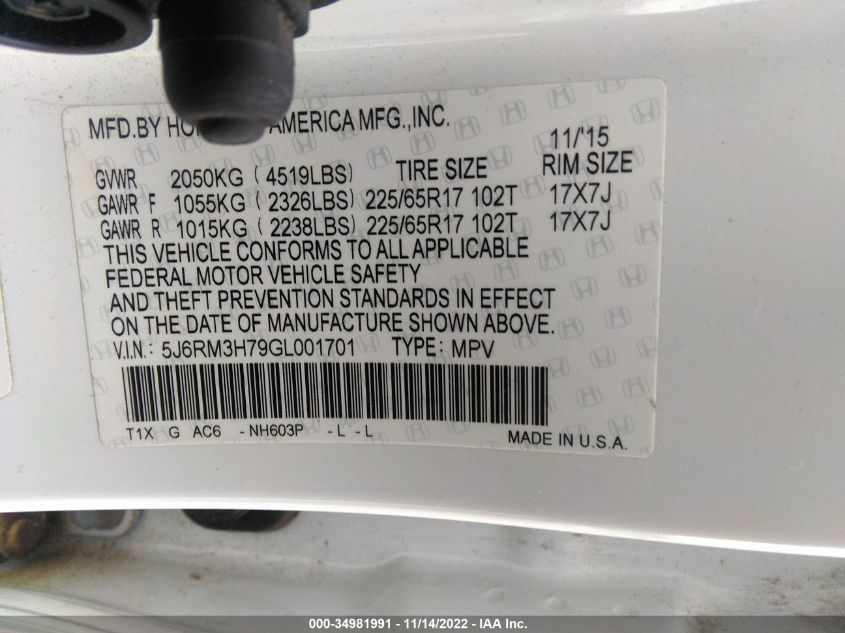 MFD.BY HO AMERICA MFG.,INC.
11/'15
GVWR 2050KG ( 4519LBS) TIRE SIZE RIM SIZE
GAWR F 1055KG ( 2326LBS) 225/65R17 102T 17X7J
GAWR R 1015KG ( 2238LBS) 225/65R17 102T 17X7J
THIS VEHICLE CONFORMS TO ALL APPLICABLE
FEDERAL MOTOR VEHICLE SAFETY
AND THEFT PREVENTION STANDARDS IN EFFECT
ON THE DATE OF MANUFACTURE SHOWN ABOVE.
V.I.N.: 5J6RM3H79GL001701 TYPE: MPV
T1X G AC6 -NH603P -L -L MADE IN U.S.A.
000-34981991 - 11/14/2022 - IAA Inc.